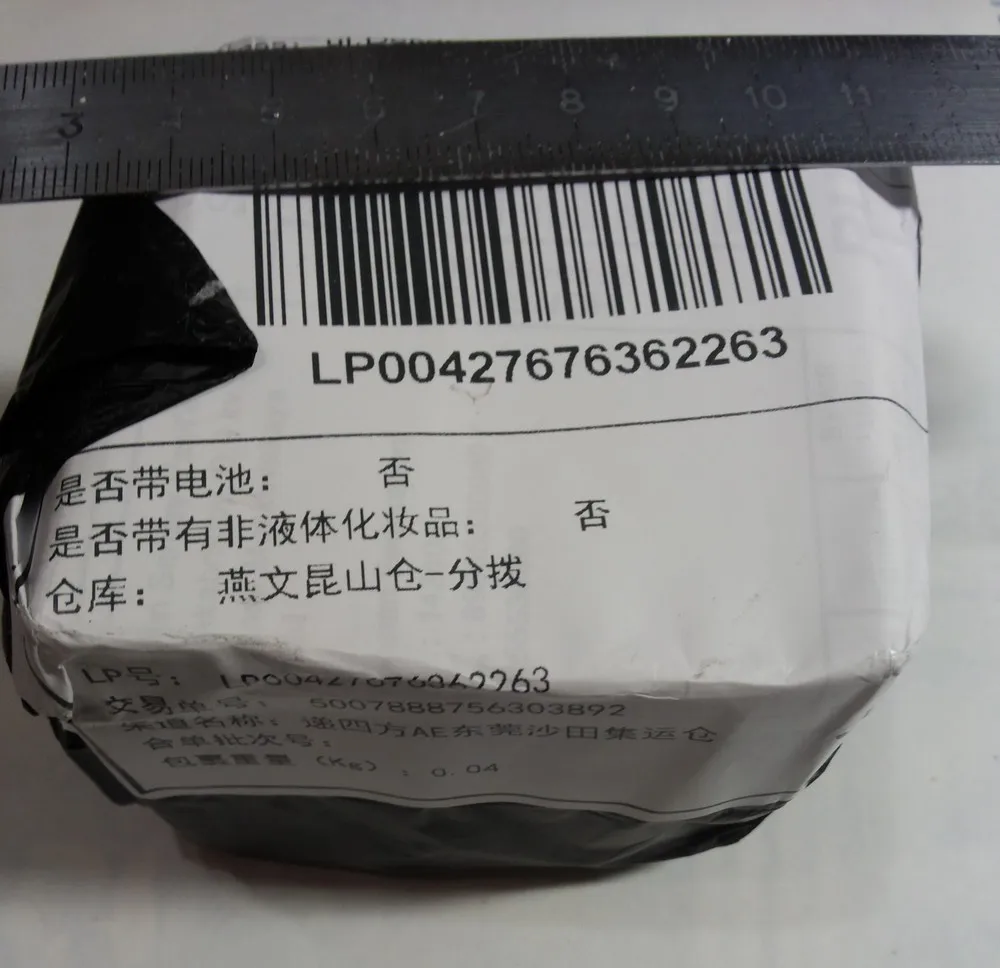 3 4 5 6 7 8 9 10 11
LP00427676362263
是否带电池： 否
是否带有非液体化妆品： 否
仓库： 燕文昆山仓-分拨
LP号： LP00427676362263
交易单号： 5007888756303892
渠道名称：递四方AE东莞沙田集运仓
合单批次号：
包裹重量（Kg）：0.04